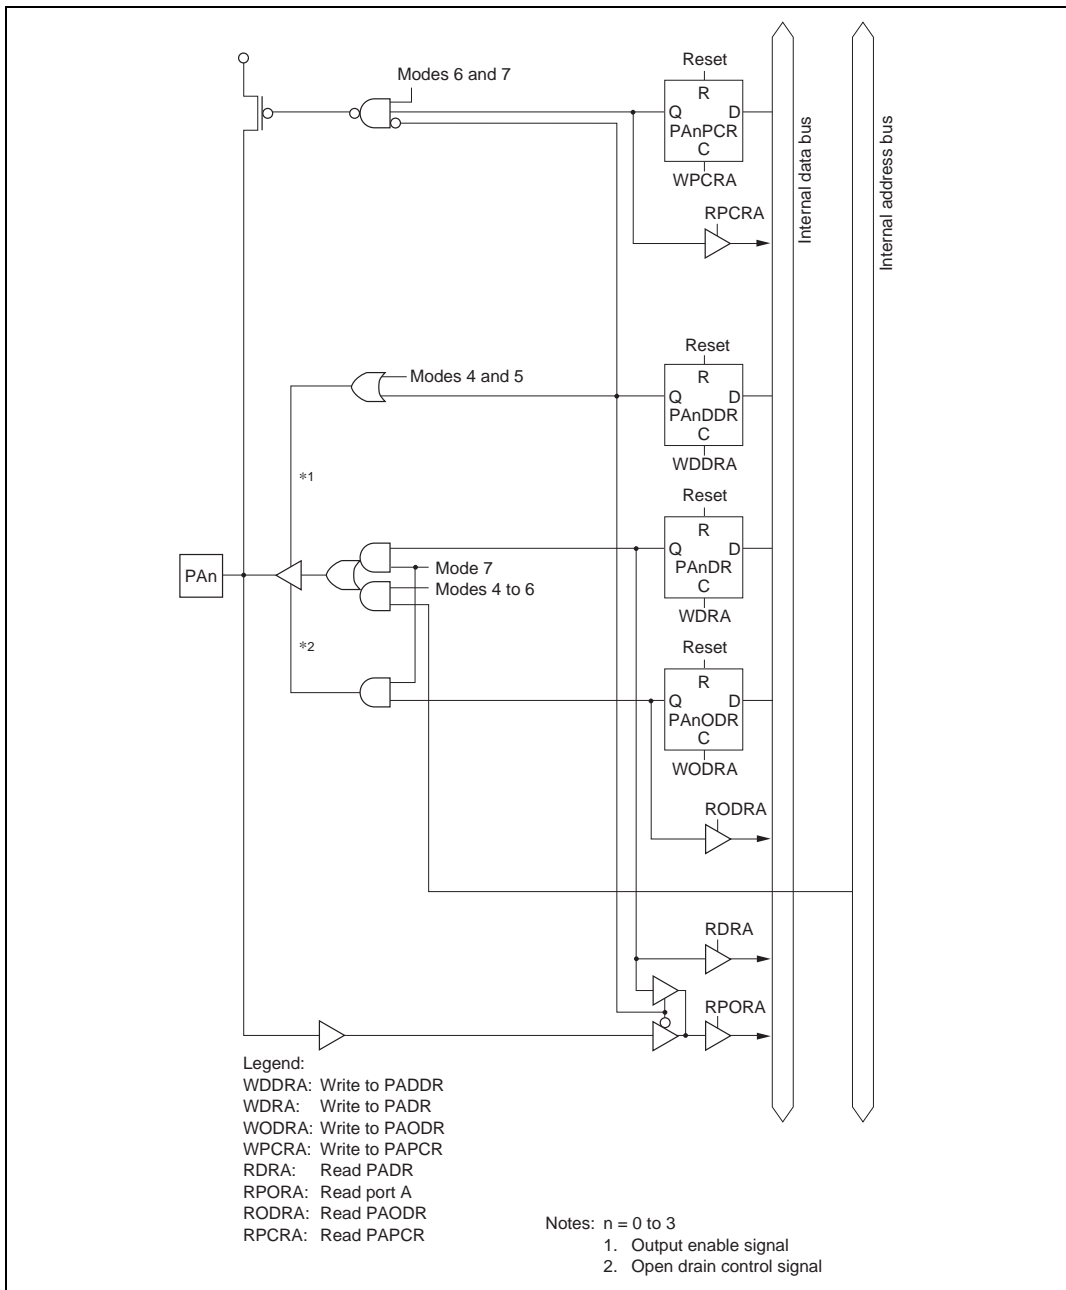 Modes 6 and 7
Reset
R
Q D
PAnPCR
C
WPCRA
RPCRA
Internal data bus
Internal address bus
Reset
R
Modes 4 and 5
Q D
PAnDDR
C
WDDRA
*1
Reset
R
Q D
PAnDR
C
WDRA
PAn
Mode 7
Modes 4 to 6
*2
Reset
R
Q D
PAnODR
C
WODRA
RODRA
RDRA
RPORA
Legend:
WDDRA: Write to PADDR
WDRA: Write to PADR
WODRA: Write to PAODR
WPCRA: Write to PAPCR
RDRA: Read PADR
RPORA: Read port A
RODRA: Read PAODR
RPCRA: Read PAPCR
Notes: n = 0 to 3
1. Output enable signal
2. Open drain control signal